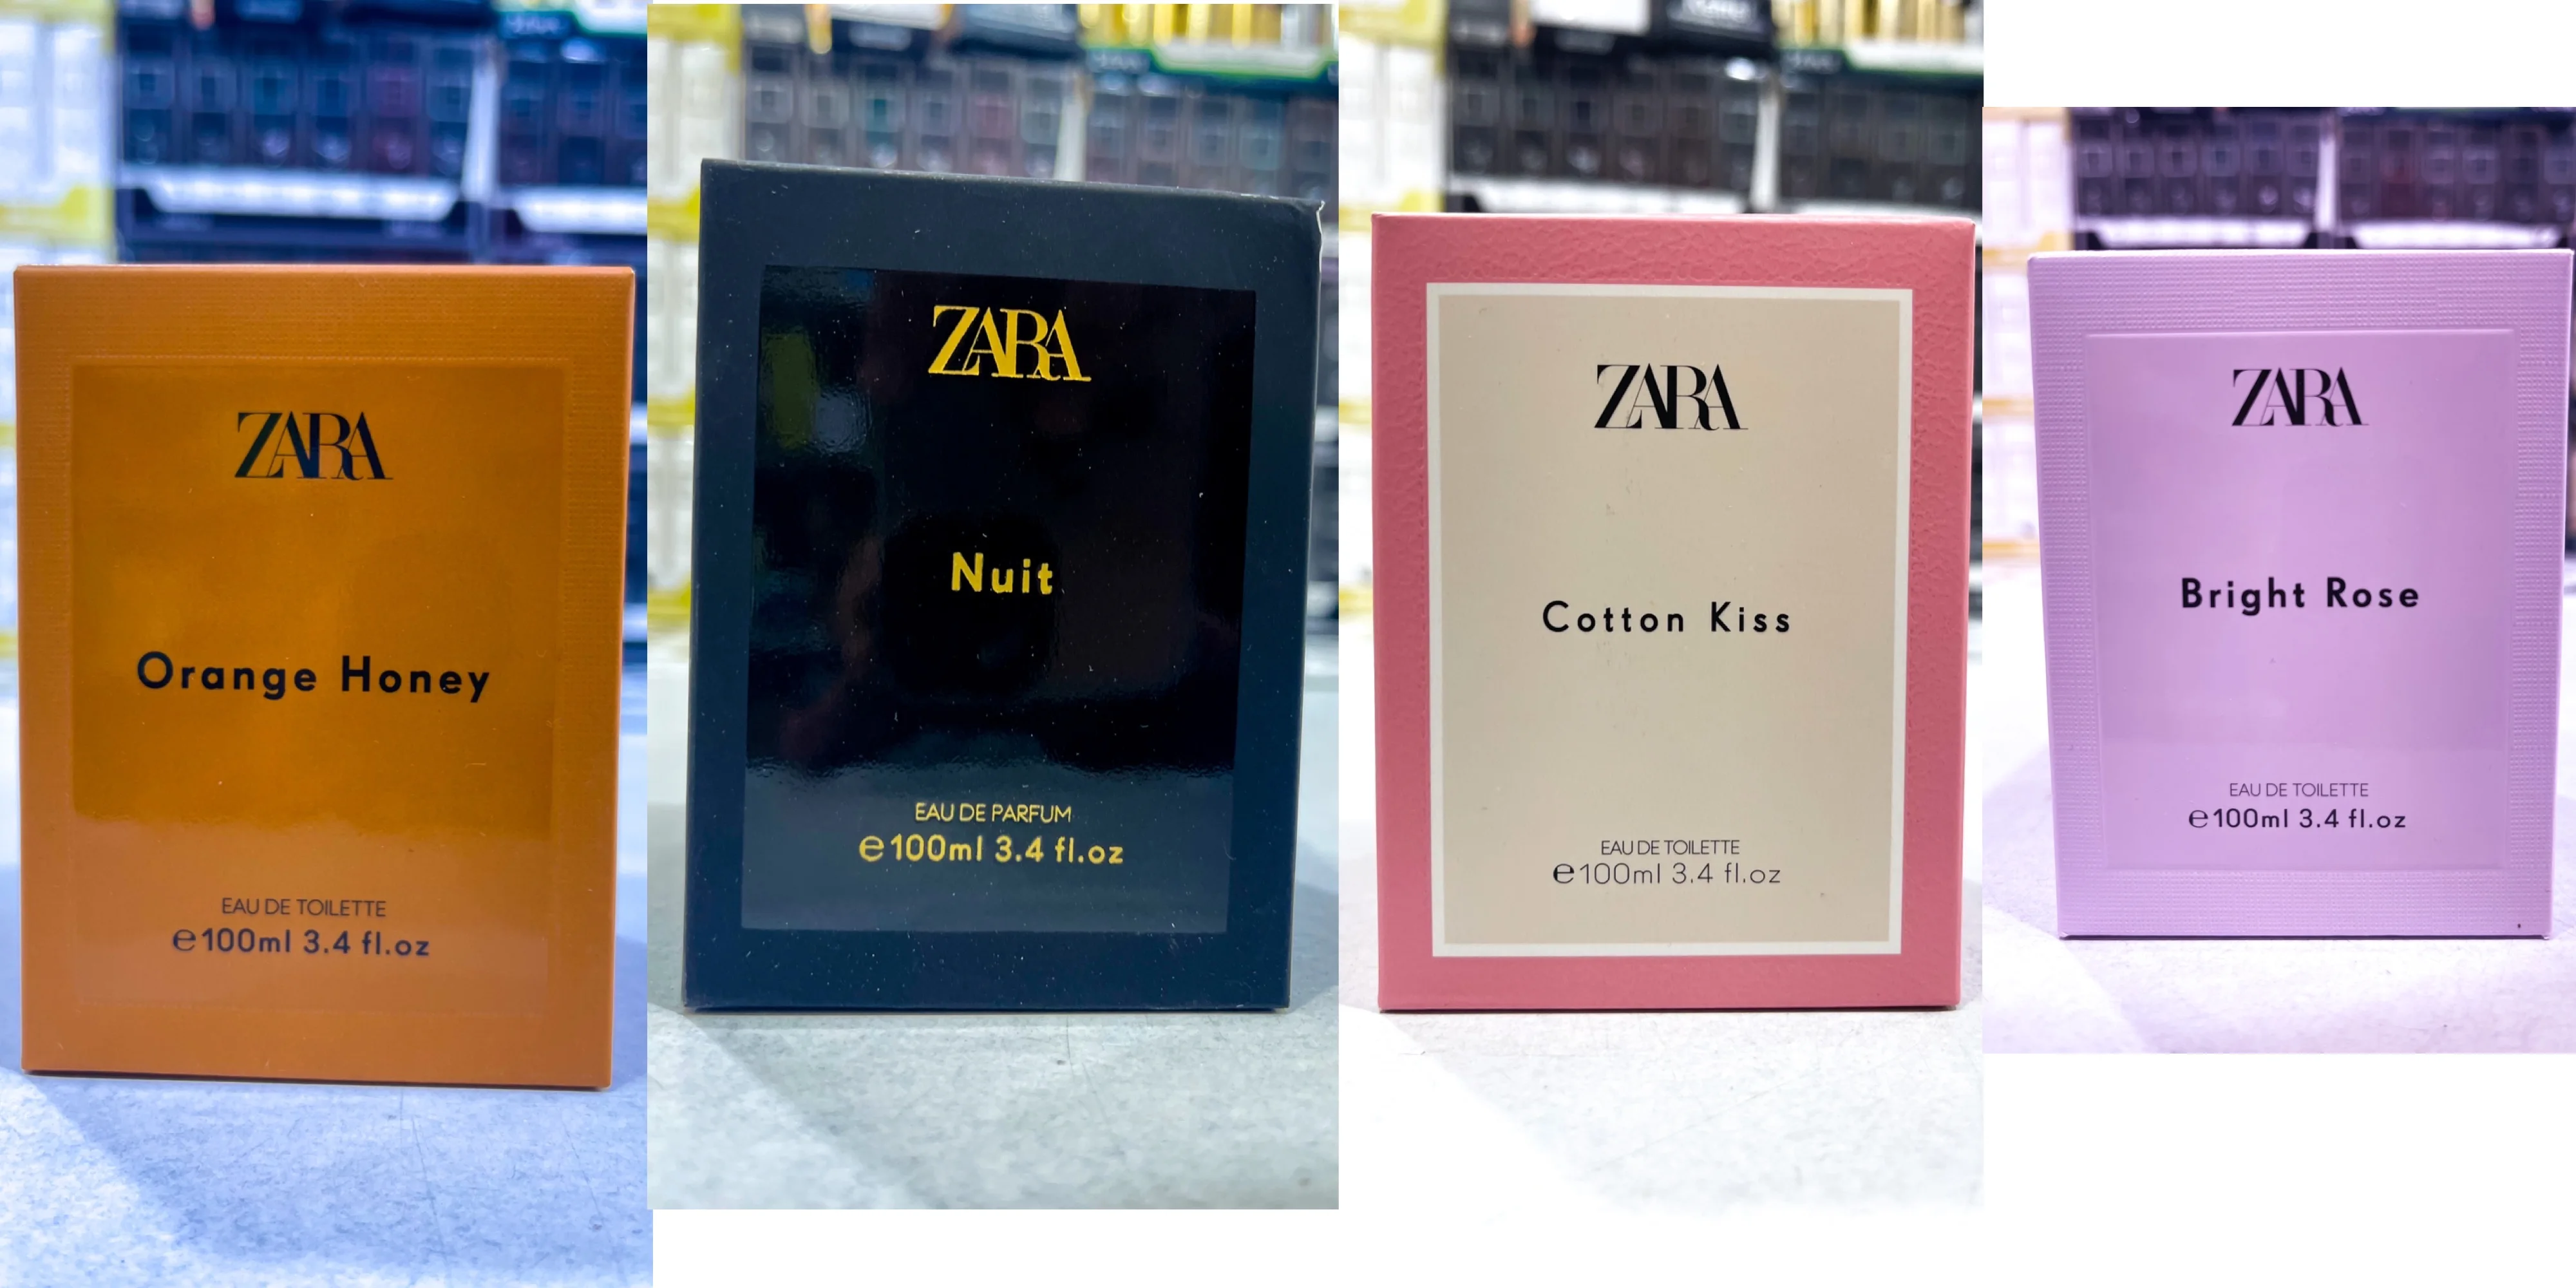 ZARA
Orange Honey
EAU DE TOILETTE
e100ml 3.4 fl.oz
ZARA
Nuit
EAU DE PARFUM
e100ml 3.4 fl.oz
ZARA
Cotton Kiss
EAU DE TOILETTE
e100ml 3.4 fl.oz
ZARA
Bright Rose
EAU DE TOILETTE
e100ml 3.4 fl.oz